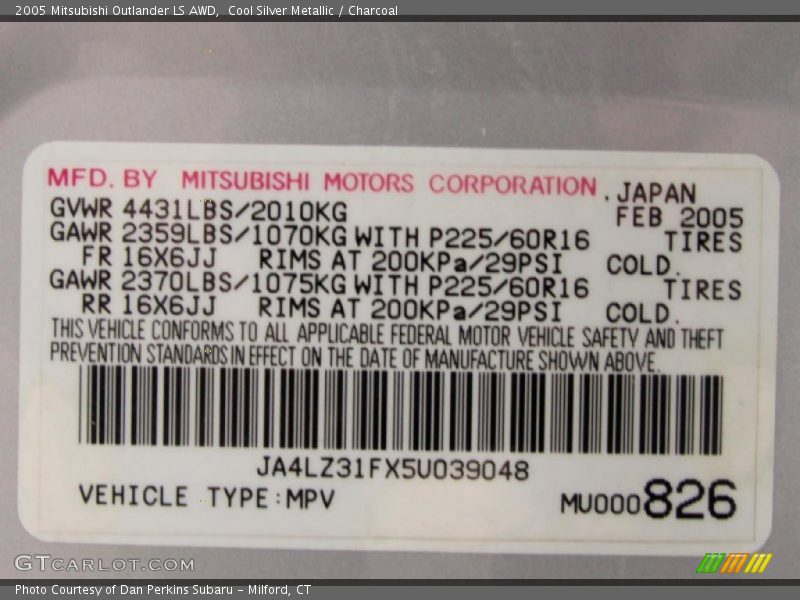 2005 Mitsubishi Outlander LS AWD,  Cool Silver Metallic / Charcoal
MFD. BY MITSUBISHI MOTORS CORPORATION . JAPAN
GVWR 4431LBS/2010KG FEB 2005
GAWR 2359LBS/1070KG WITH P225/60R16 TIRES
FR 16X6JJ RIMS AT 200KPa/29PSI COLD.
GAWR 2370LBS/1075KG WITH P225/60R16 TIRES
RR 16X6JJ RIMS AT 200KPa/29PSI COLD.
THIS VEHICLE CONFORMS TO ALL APPLICABLE FEDERAL MOTOR VEHICLE SAFETY AND THEFT
PREVENTION STANDARDS IN EFFECT ON THE DATE OF MANUFACTURE SHOWN ABOVE.
JA4LZ31FX5U039048
VEHICLE TYPE:MPV MU000826
GTCARLOT.COM
Photo Courtesy of Dan Perkins Subaru - Milford, CT